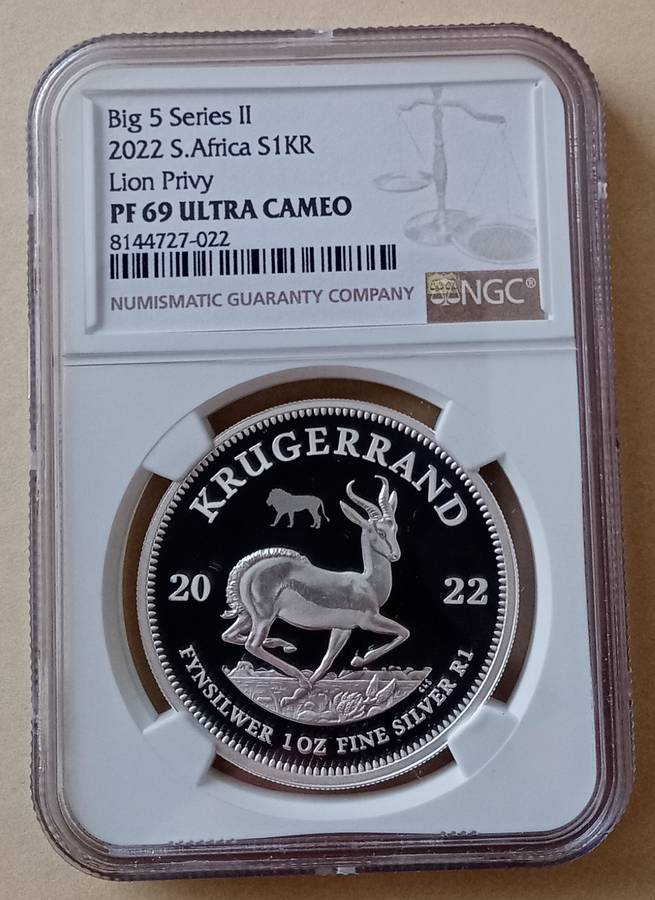 Big 5 Series II
2022 S.Africa S1KR
Lion Privy
PF 69 ULTRA CAMEO
8144727-022
NUMISMATIC GUARANTY COMPANY
NGC®
KRUGERRAND
20 22
FYNSILWER 1 OZ FINE SILVER R1
CLS